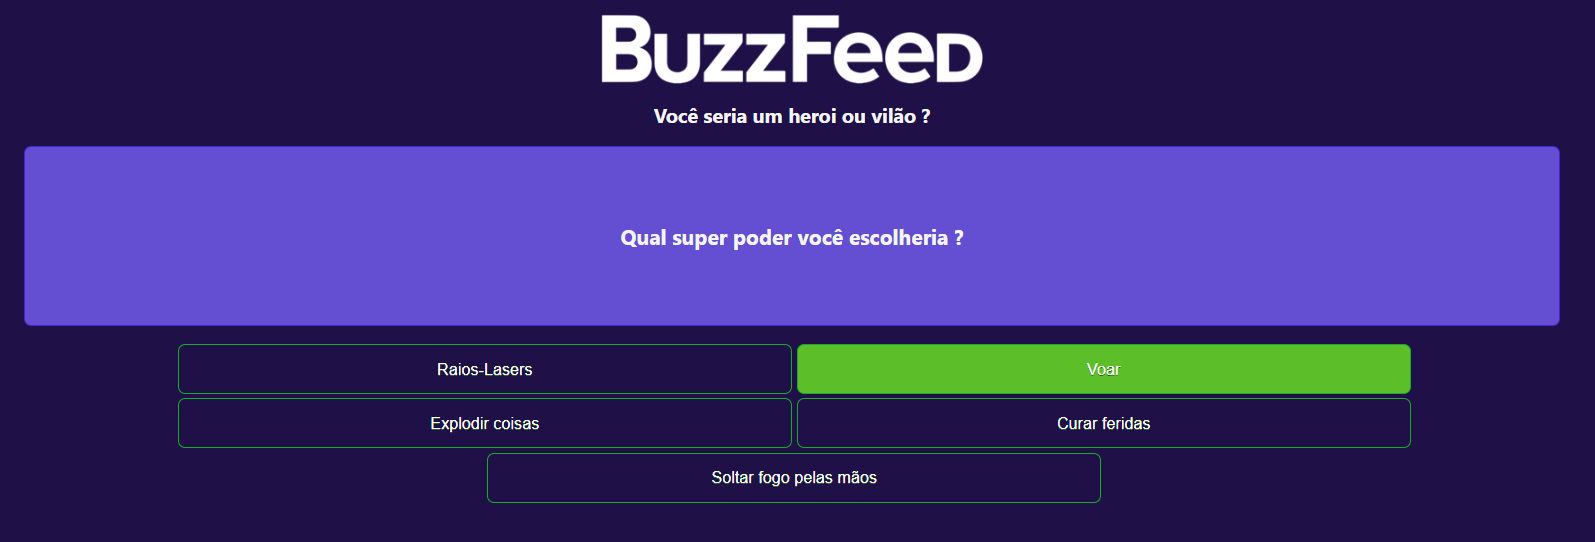 BuzzFeed
Você seria um heroi ou vilão ?
Qual super poder você escolheria ?
Raios-Lasers
Voar
Explodir coisas
Curar feridas
Soltar fogo pelas mãos